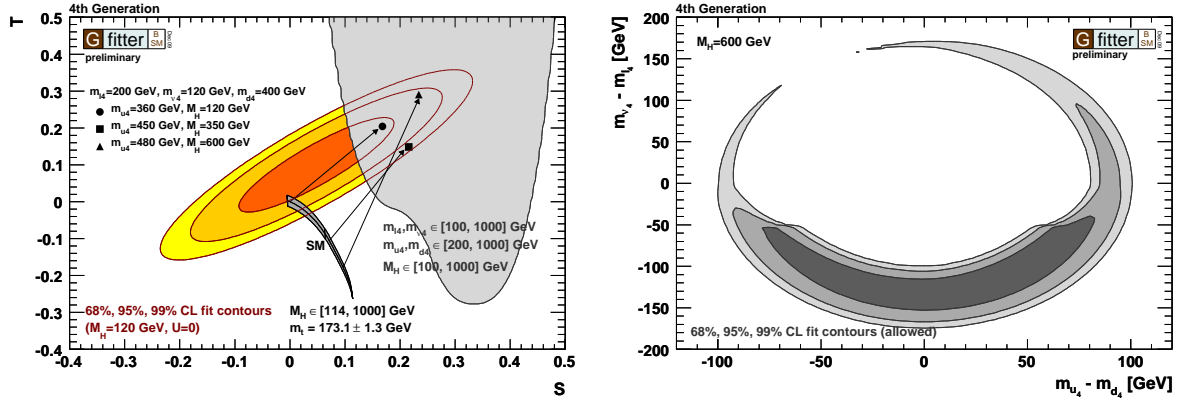 4th Generation
T
0.5
0.4
0.3
0.2
0.1
0
-0.1
-0.2
-0.3
-0.4
G fitter B SM Dec 09
preliminary
m_l4=200 GeV, m_ν4=120 GeV, m_d4=400 GeV
m_u4=360 GeV, M_H=120 GeV
m_u4=450 GeV, M_H=350 GeV
m_u4=480 GeV, M_H=600 GeV
SM
m_l4,m_ν4 ∈ [100, 1000] GeV
m_u4,m_d4 ∈ [200, 1000] GeV
M_H ∈ [100, 1000] GeV
68%, 95%, 99% CL fit contours
(M_H=120 GeV, U=0)
M_H ∈ [114, 1000] GeV
m_t = 173.1 ± 1.3 GeV
-0.4 -0.3 -0.2 -0.1 0 0.1 0.2 0.3 0.4 0.5
S
4th Generation
m_ν4 - m_l4 [GeV]
200
150
100
50
0
-50
-100
-150
-200
M_H=600 GeV
G fitter B SM Dec 09
preliminary
68%, 95%, 99% CL fit contours (allowed)
-100 -50 0 50 100
m_u4 - m_d4 [GeV]